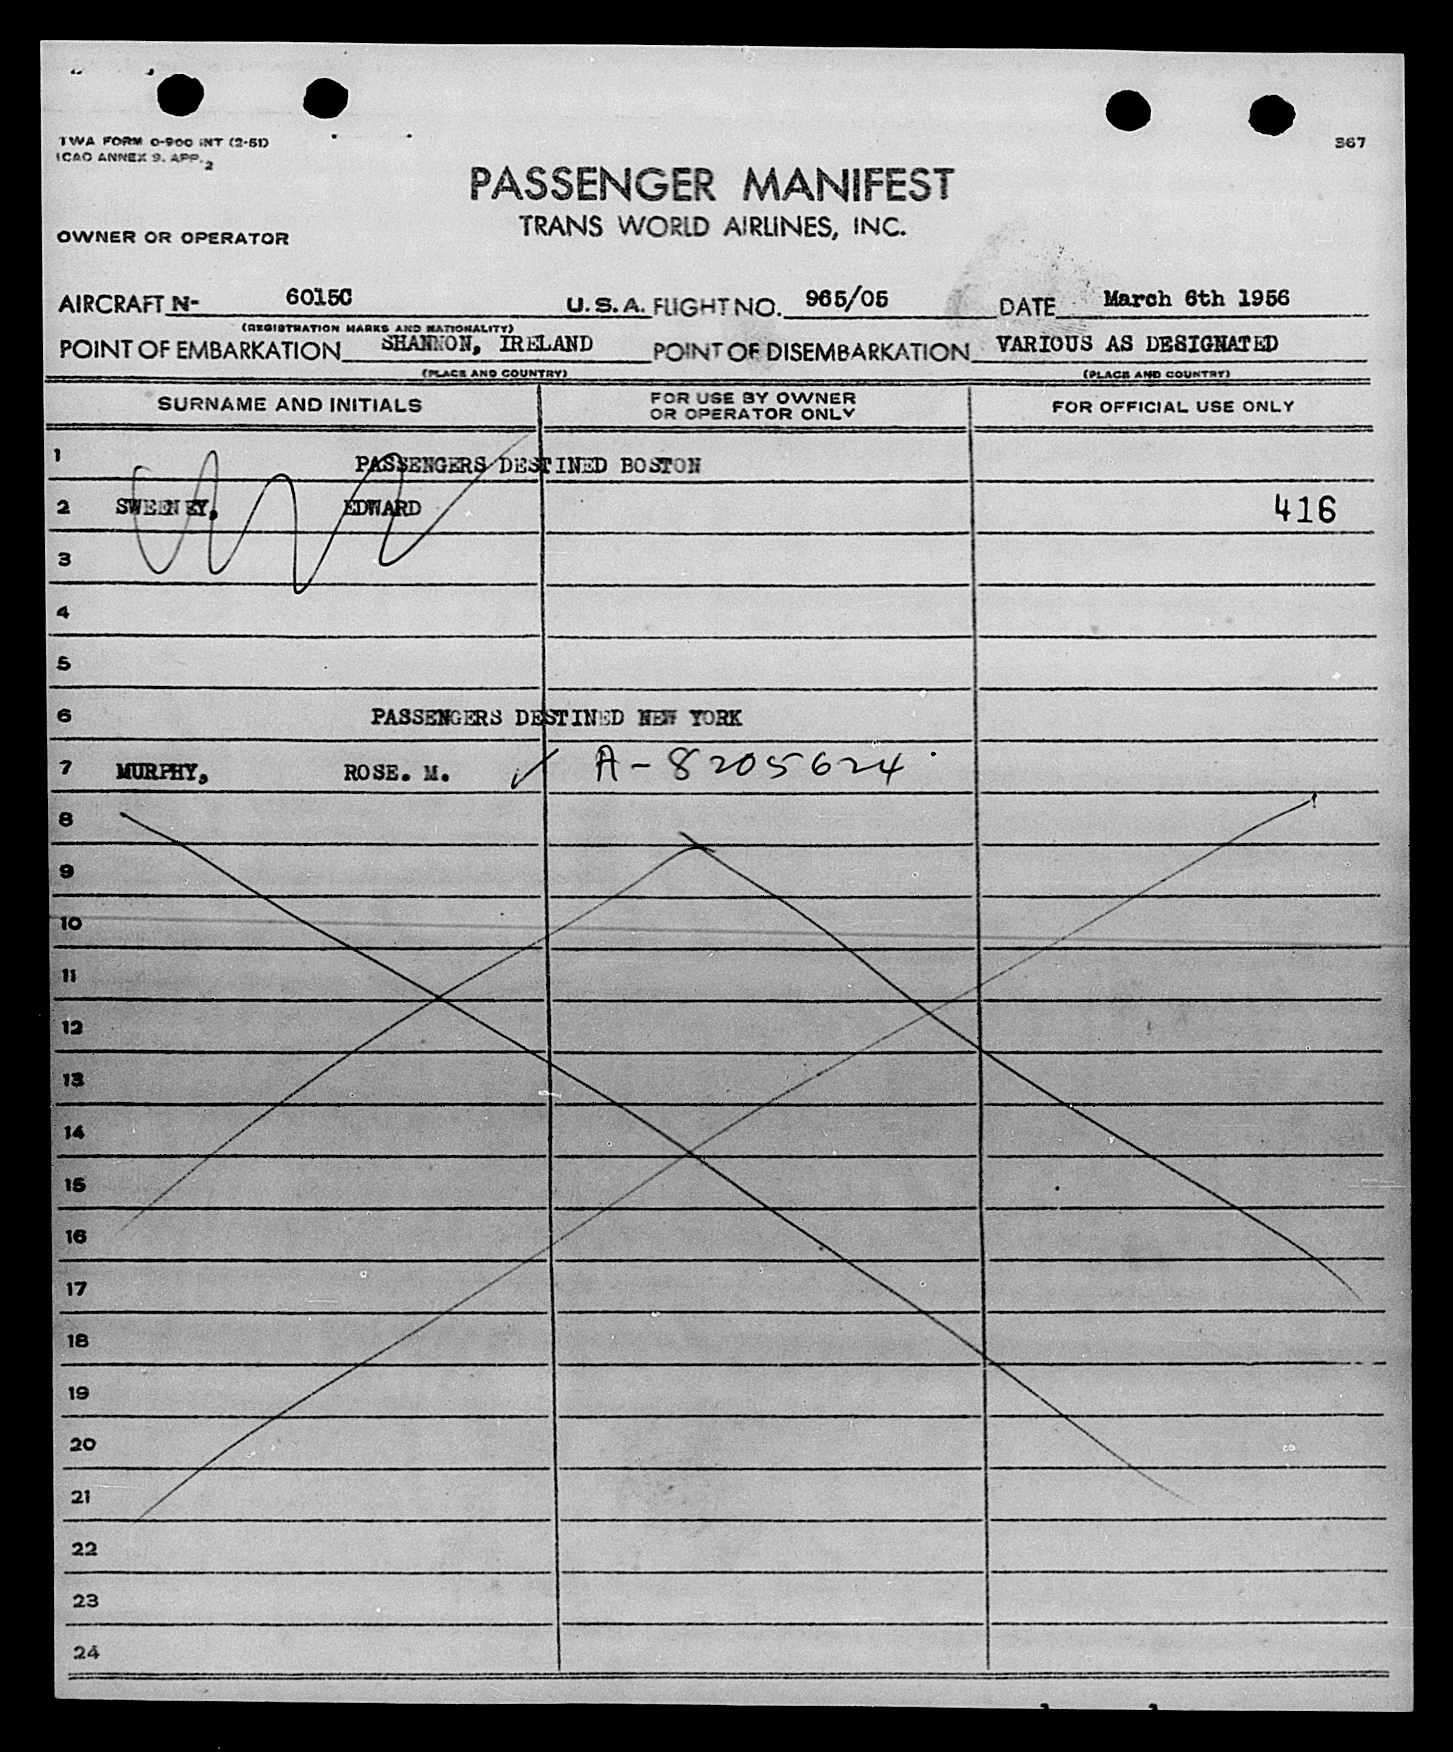 TWA FORM O-900 INT (2-51)
ICAO ANNEX 9. APP. 2
367
PASSENGER MANIFEST
TRANS WORLD AIRLINES, INC.
OWNER OR OPERATOR
AIRCRAFT N- 6015C U.S.A. FLIGHT NO. 965/05 DATE March 6th 1956
(REGISTRATION MARKS AND NATIONALITY)
POINT OF EMBARKATION SHANNON, IRELAND POINT OF DISEMBARKATION VARIOUS AS DESIGNATED
(PLACE AND COUNTRY) (PLACE AND COUNTRY)
SURNAME AND INITIALS FOR USE BY OWNER OR OPERATOR ONLY FOR OFFICIAL USE ONLY
1 PASSENGERS DESTINED BOSTON
2 SWEENEY, EDWARD 416
3
4
5
6 PASSENGERS DESTINED NEW YORK
7 MURPHY, ROSE. M. ✓ A-8205624
8
9
10
11
12
13
14
15
16
17
18
19
20
21
22
23
24